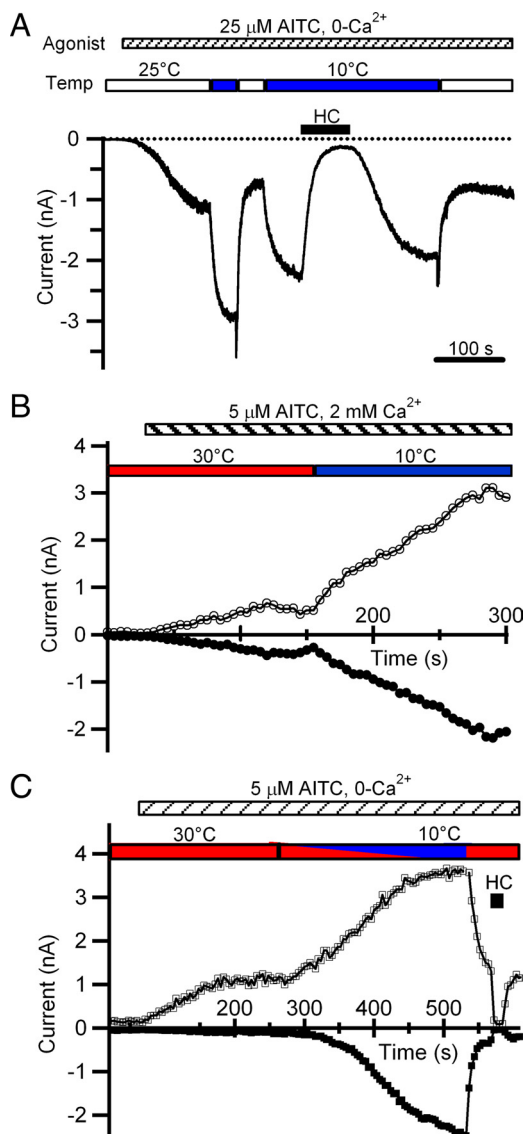 A
Agonist 25 μM AITC, 0-Ca²⁺
Temp 25°C 10°C
HC
0
-1
-2
-3
Current (nA)
100 s
B
5 μM AITC, 2 mM Ca²⁺
30°C 10°C
4
3
2
1
0
-1
-2
Current (nA)
200 300
Time (s)
C
5 μM AITC, 0-Ca²⁺
30°C 10°C
HC
4
3
2
1
0
-1
-2
Current (nA)
200 300 400 500
Time (s)